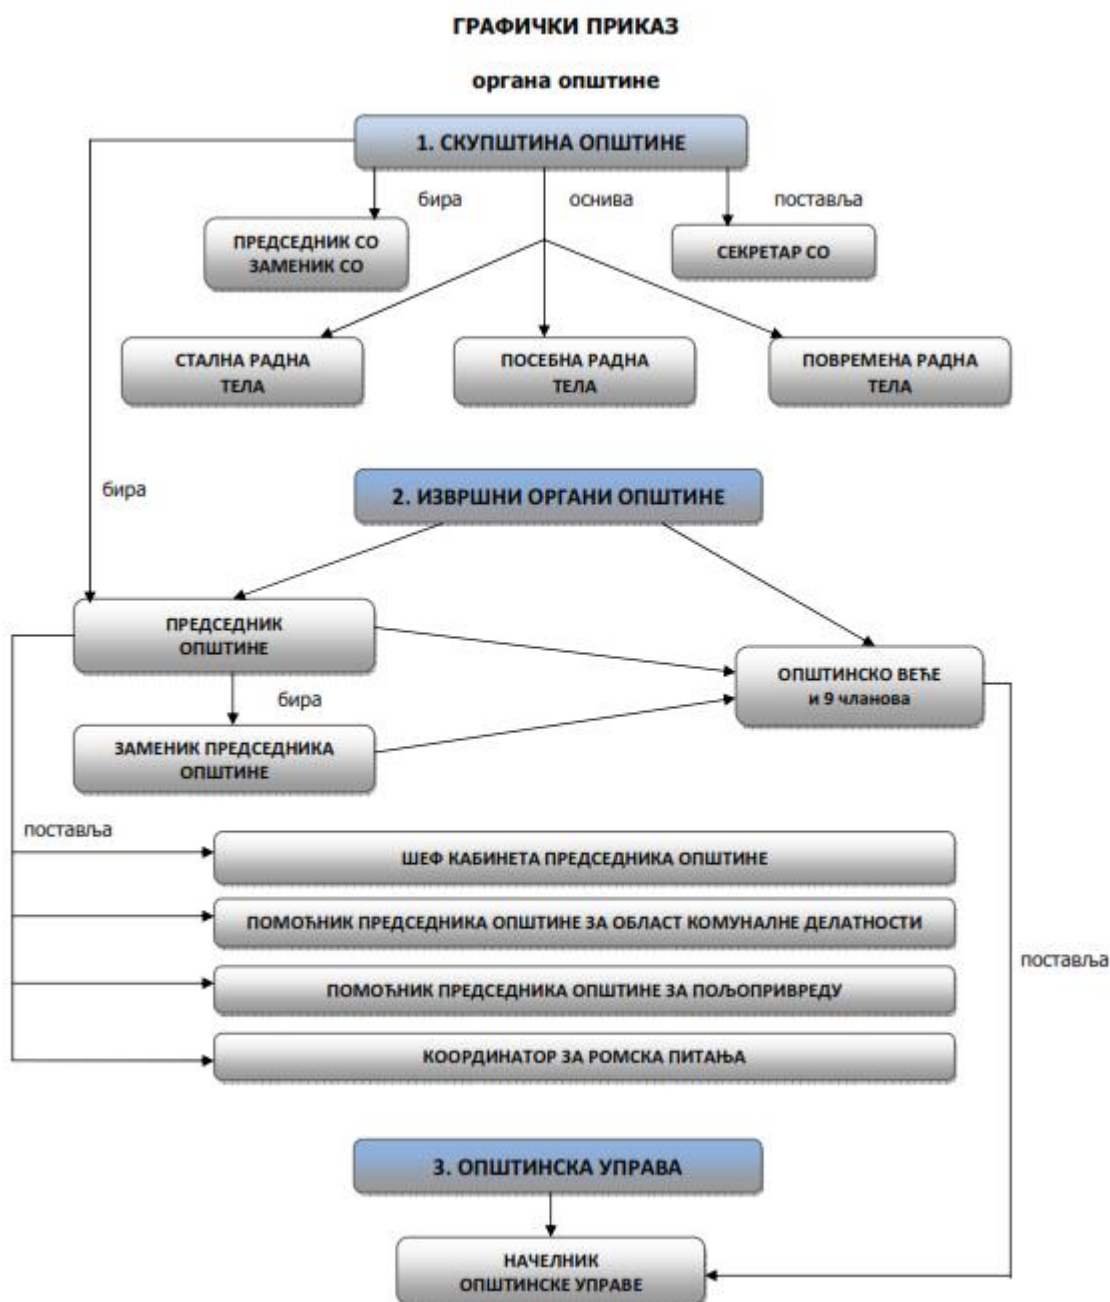 ГРАФИЧКИ ПРИКАЗ
органа општине
1. СКУПШТИНА ОПШТИНЕ
бира
оснива
поставља
ПРЕДСЕДНИК СО
ЗАМЕНИК СО
СЕКРЕТАР СО
СТАЛНА РАДНА
ТЕЛА
ПОСЕБНА РАДНА
ТЕЛА
ПОВРЕМЕНА РАДНА
ТЕЛА
бира
2. ИЗВРШНИ ОРГАНИ ОПШТИНЕ
ПРЕДСЕДНИК
ОПШТИНЕ
ОПШТИНСКО ВЕЋЕ
и 9 чланова
бира
ЗАМЕНИК ПРЕДСЕДНИКА
ОПШТИНЕ
поставља
ШЕФ КАБИНЕТА ПРЕДСЕДНИКА ОПШТИНЕ
ПОМОЋНИК ПРЕДСЕДНИКА ОПШТИНЕ ЗА ОБЛАСТ КОМУНАЛНЕ ДЕЛАТНОСТИ
поставља
ПОМОЋНИК ПРЕДСЕДНИКА ОПШТИНЕ ЗА ПОЉОПРИВРЕДУ
КООРДИНАТОР ЗА РОМСКА ПИТАЊА
3. ОПШТИНСКА УПРАВА
НАЧЕЛНИК
ОПШТИНСКЕ УПРАВЕ